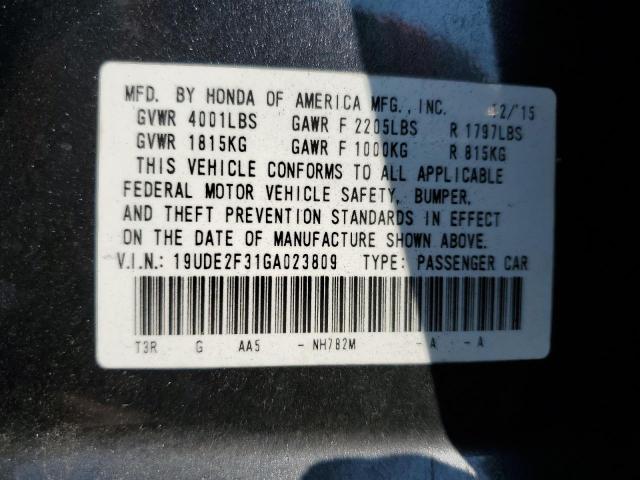 MFD. BY HONDA OF AMERICA MFG., INC. 12/'15
GVWR 4001LBS GAWR F 2205LBS R 1797LBS
GVWR 1815KG GAWR F 1000KG R 815KG
THIS VEHICLE CONFORMS TO ALL APPLICABLE
FEDERAL MOTOR VEHICLE SAFETY, BUMPER,
AND THEFT PREVENTION STANDARDS IN EFFECT
ON THE DATE OF MANUFACTURE SHOWN ABOVE.
V.I.N.: 19UDE2F31GA023809 TYPE: PASSENGER CAR
T3R G AA5 - NH782M - A - A